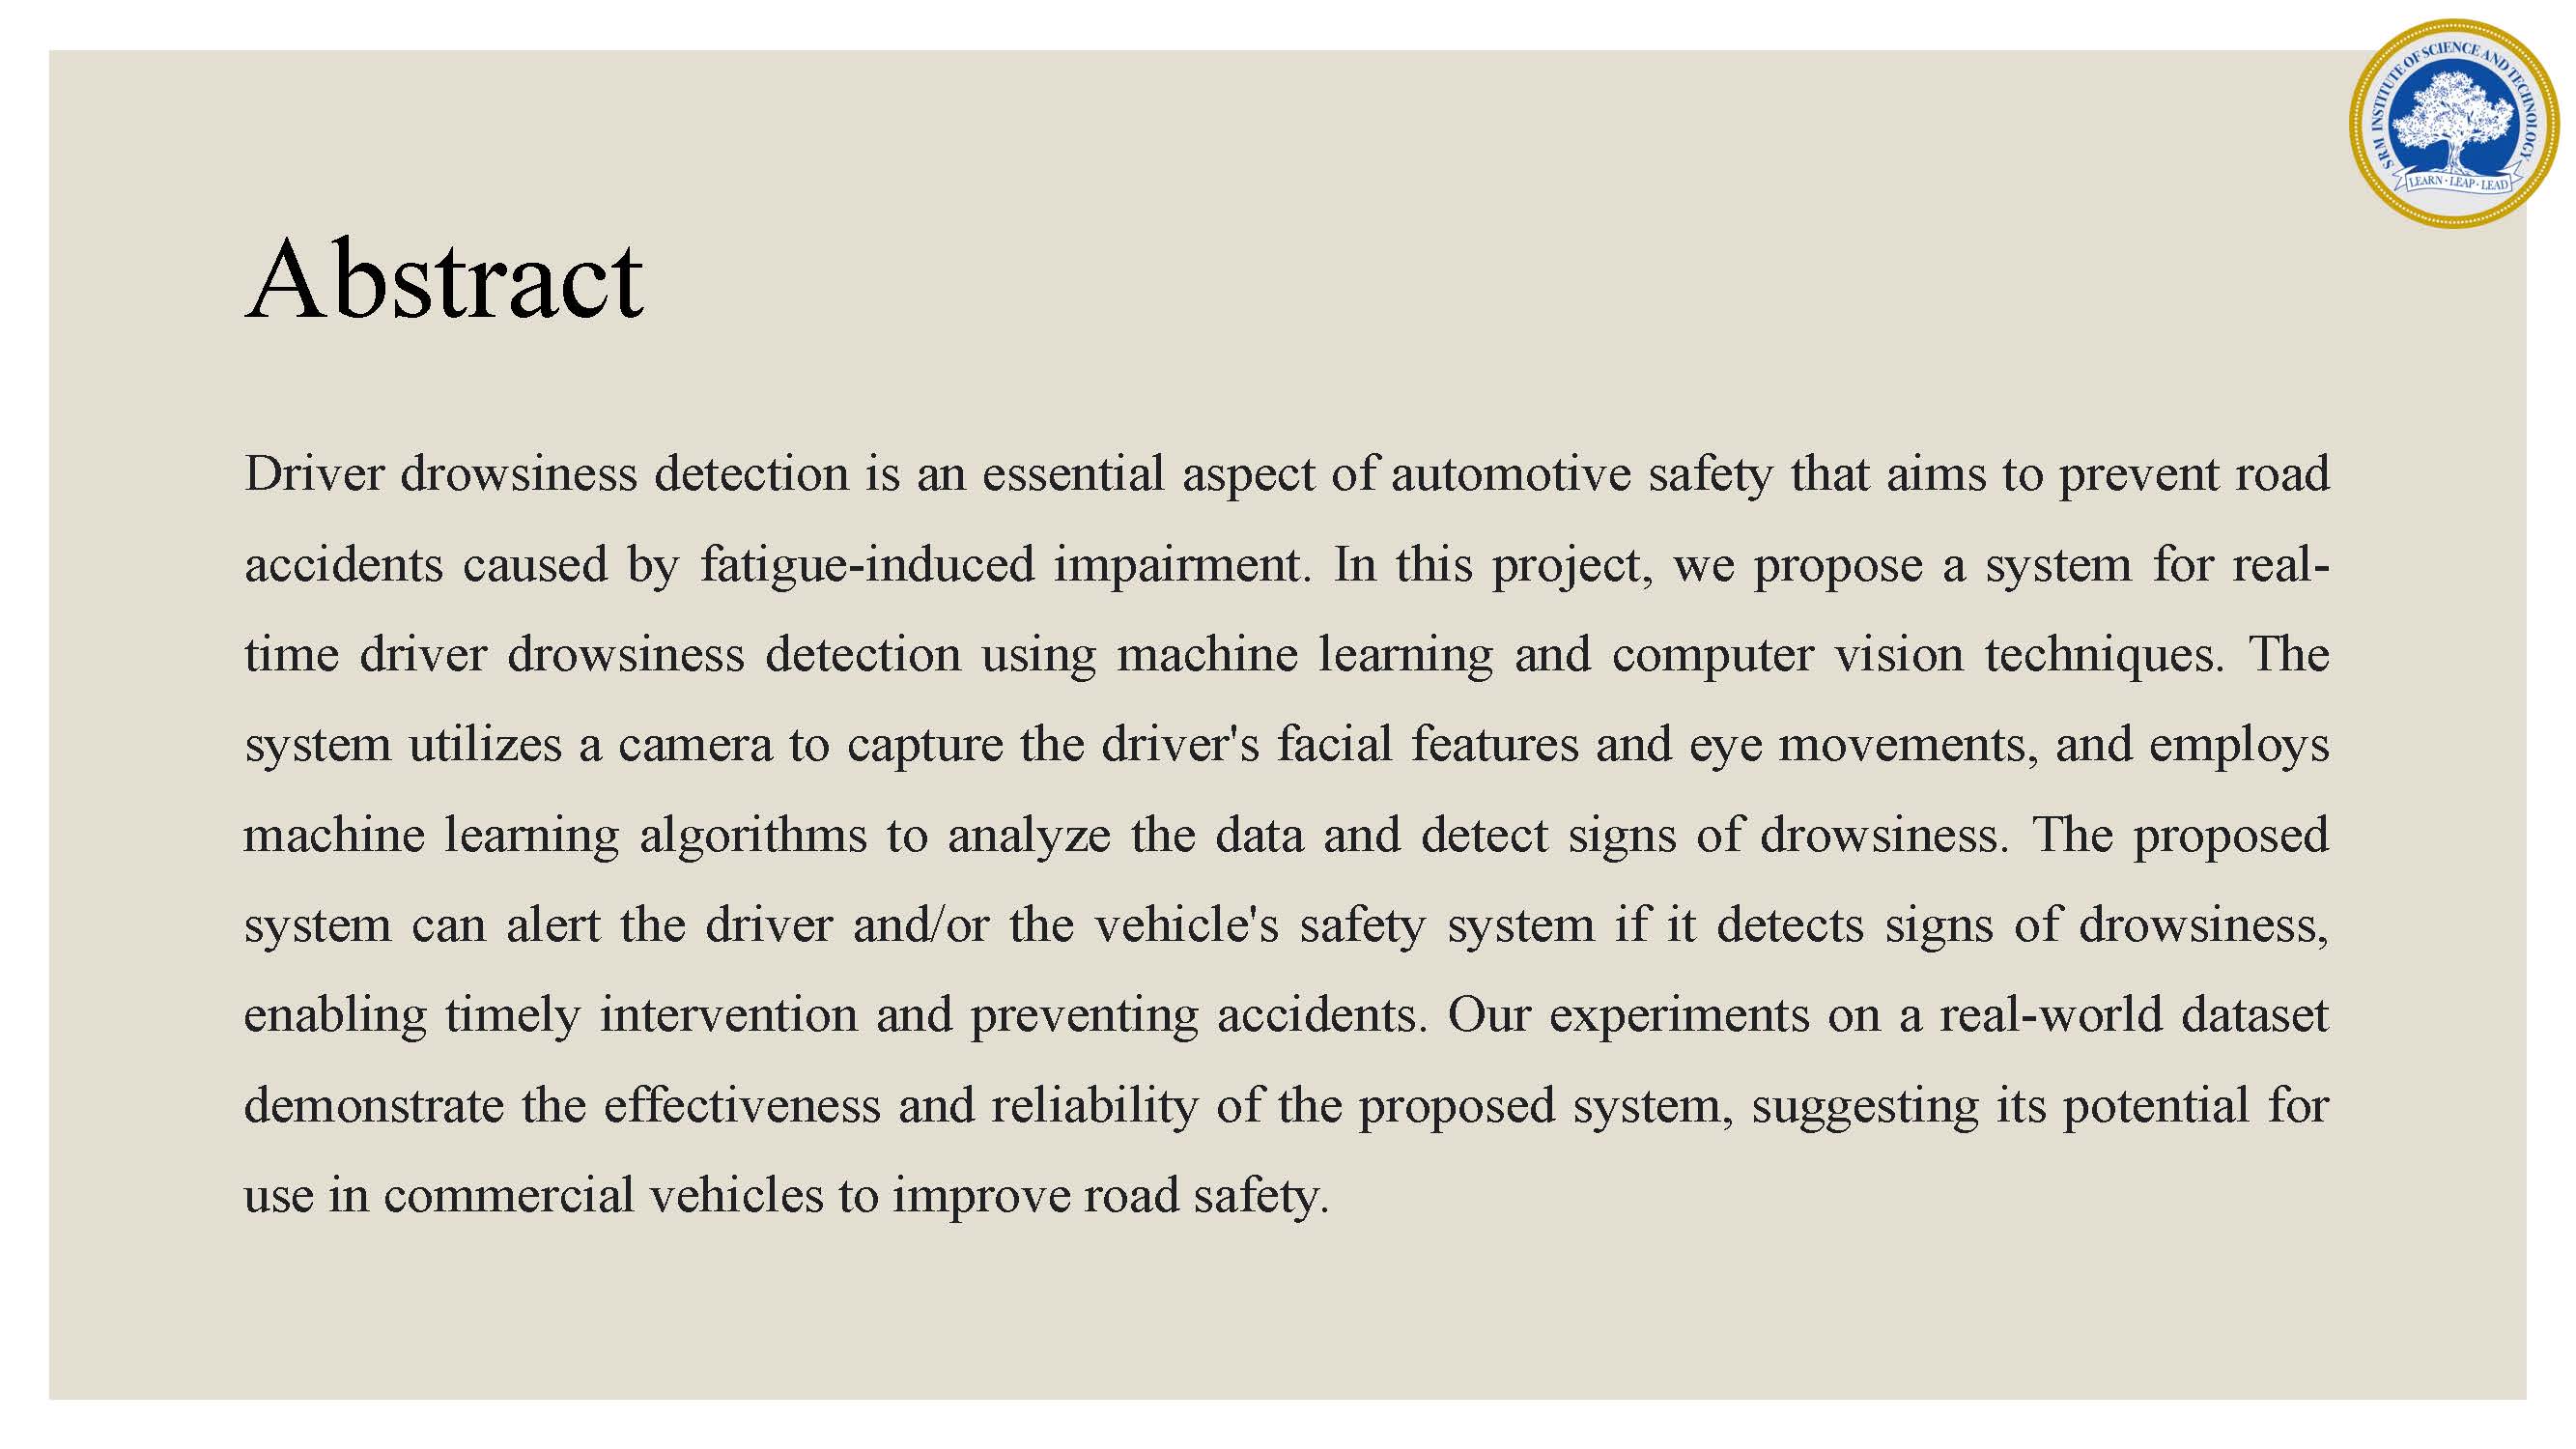 SRM INSTITUTE OF SCIENCE AND TECHNOLOGY
LEARN · LEAP · LEAD
Abstract
Driver drowsiness detection is an essential aspect of automotive safety that aims to prevent road
accidents caused by fatigue-induced impairment. In this project, we propose a system for real-
time driver drowsiness detection using machine learning and computer vision techniques. The
system utilizes a camera to capture the driver's facial features and eye movements, and employs
machine learning algorithms to analyze the data and detect signs of drowsiness. The proposed
system can alert the driver and/or the vehicle's safety system if it detects signs of drowsiness,
enabling timely intervention and preventing accidents. Our experiments on a real-world dataset
demonstrate the effectiveness and reliability of the proposed system, suggesting its potential for
use in commercial vehicles to improve road safety.